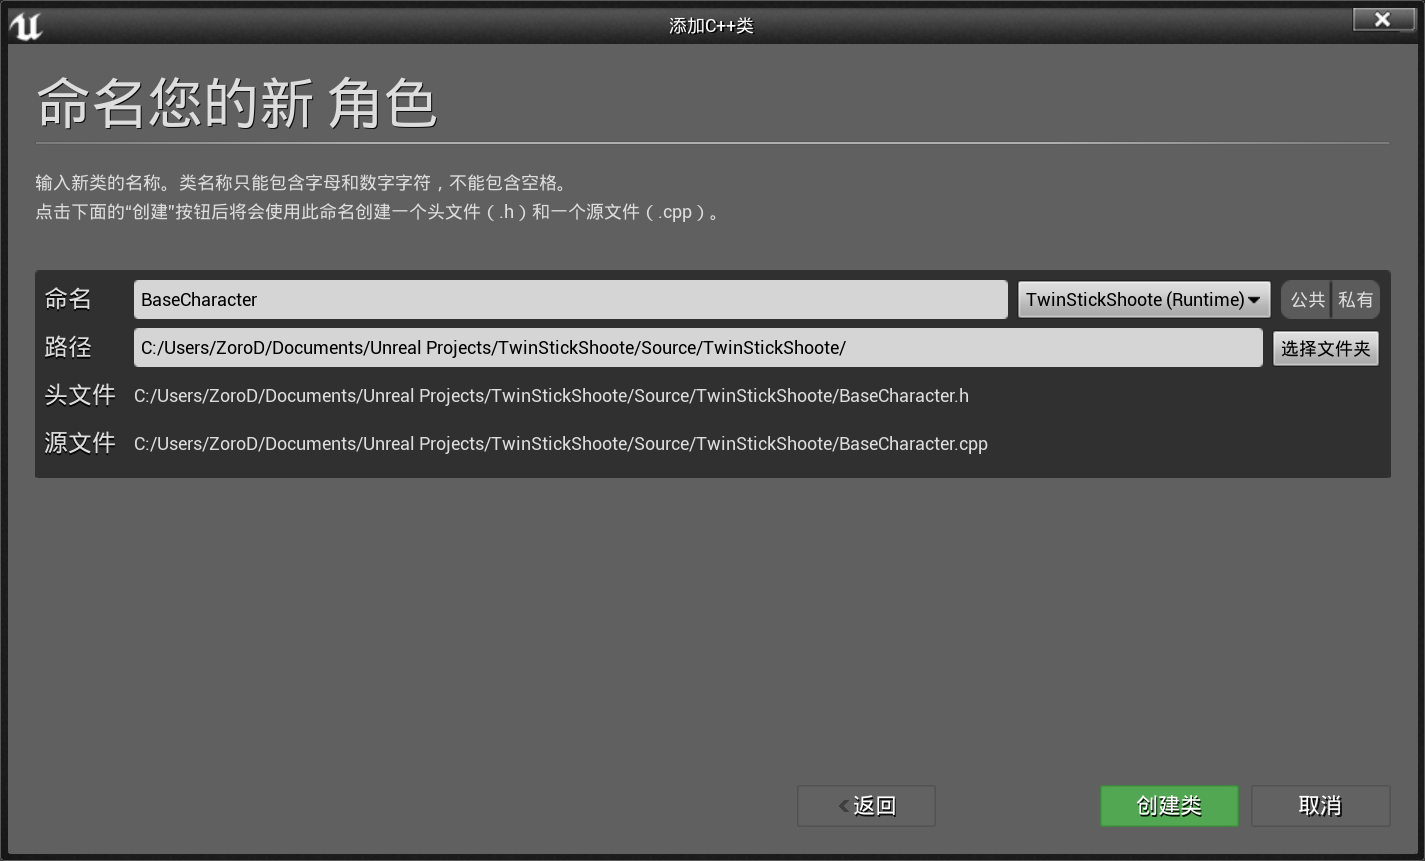 添加C++类
命名您的新 角色
输入新类的名称。类名称只能包含字母和数字字符，不能包含空格。
点击下面的“创建”按钮后将会使用此命名创建一个头文件（.h）和一个源文件（.cpp）。
命名 BaseCharacter TwinStickShoote (Runtime) 公共 私有
路径 C:/Users/ZoroD/Documents/Unreal Projects/TwinStickShoote/Source/TwinStickShoote/ 选择文件夹
头文件 C:/Users/ZoroD/Documents/Unreal Projects/TwinStickShoote/Source/TwinStickShoote/BaseCharacter.h
源文件 C:/Users/ZoroD/Documents/Unreal Projects/TwinStickShoote/Source/TwinStickShoote/BaseCharacter.cpp
返回 创建类 取消